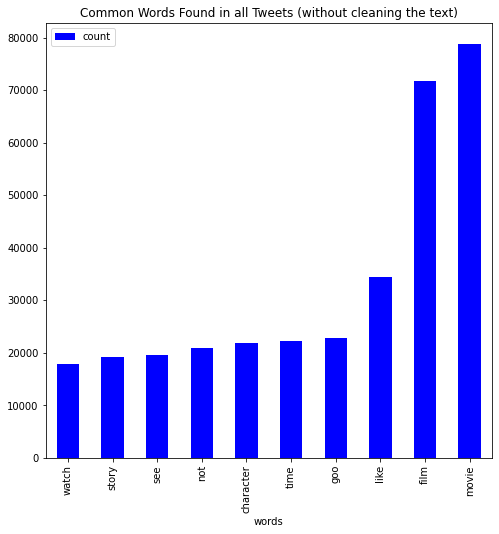 Common Words Found in all Tweets (without cleaning the text)
count
80000
70000
60000
50000
40000
30000
20000
10000
0
watch
story
see
not
character
time
goo
like
film
movie
words